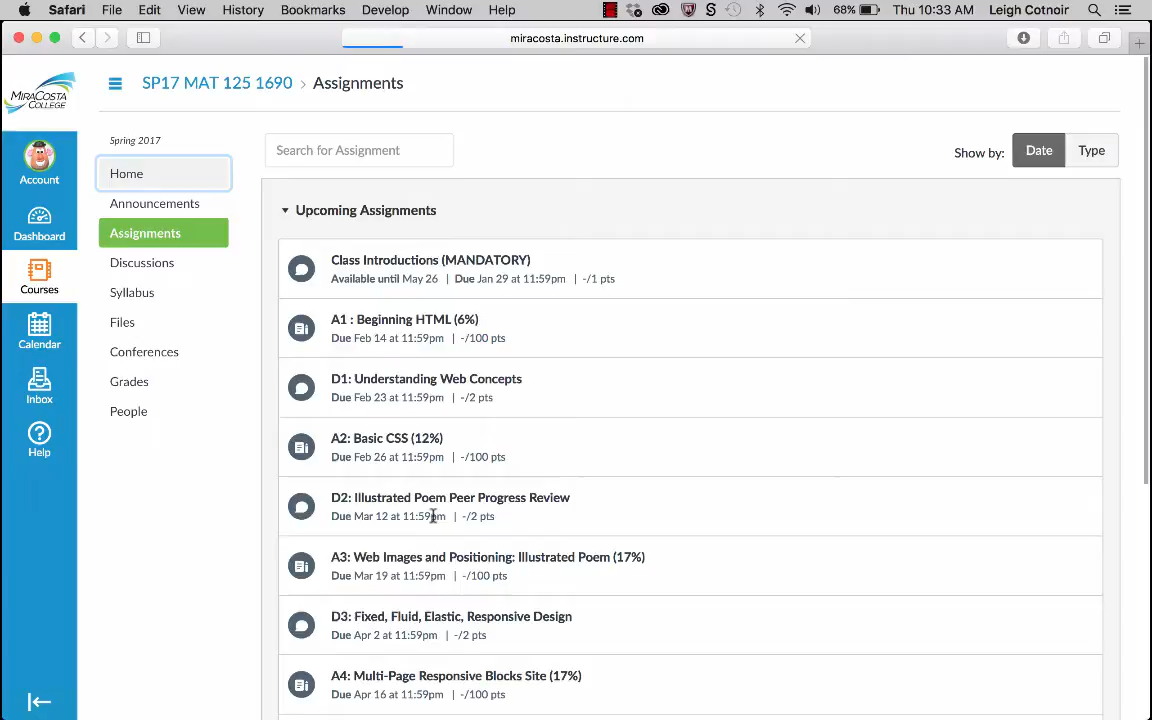 Safari File Edit View History Bookmarks Develop Window Help 68% Thu 10:33 AM Leigh Cotnoir
miracosta.instructure.com
MIRACOSTA COLLEGE
SP17 MAT 125 1690 > Assignments
Account
Dashboard
Courses
Calendar
Inbox
Help
Spring 2017
Home
Announcements
Assignments
Discussions
Syllabus
Files
Conferences
Grades
People
Search for Assignment
Show by: Date Type
Upcoming Assignments
Class Introductions (MANDATORY)
Available until May 26 | Due Jan 29 at 11:59pm | -/1 pts
A1 : Beginning HTML (6%)
Due Feb 14 at 11:59pm | -/100 pts
D1: Understanding Web Concepts
Due Feb 23 at 11:59pm | -/2 pts
A2: Basic CSS (12%)
Due Feb 26 at 11:59pm | -/100 pts
D2: Illustrated Poem Peer Progress Review
Due Mar 12 at 11:59pm | -/2 pts
A3: Web Images and Positioning: Illustrated Poem (17%)
Due Mar 19 at 11:59pm | -/100 pts
D3: Fixed, Fluid, Elastic, Responsive Design
Due Apr 2 at 11:59pm | -/2 pts
A4: Multi-Page Responsive Blocks Site (17%)
Due Apr 16 at 11:59pm | -/100 pts